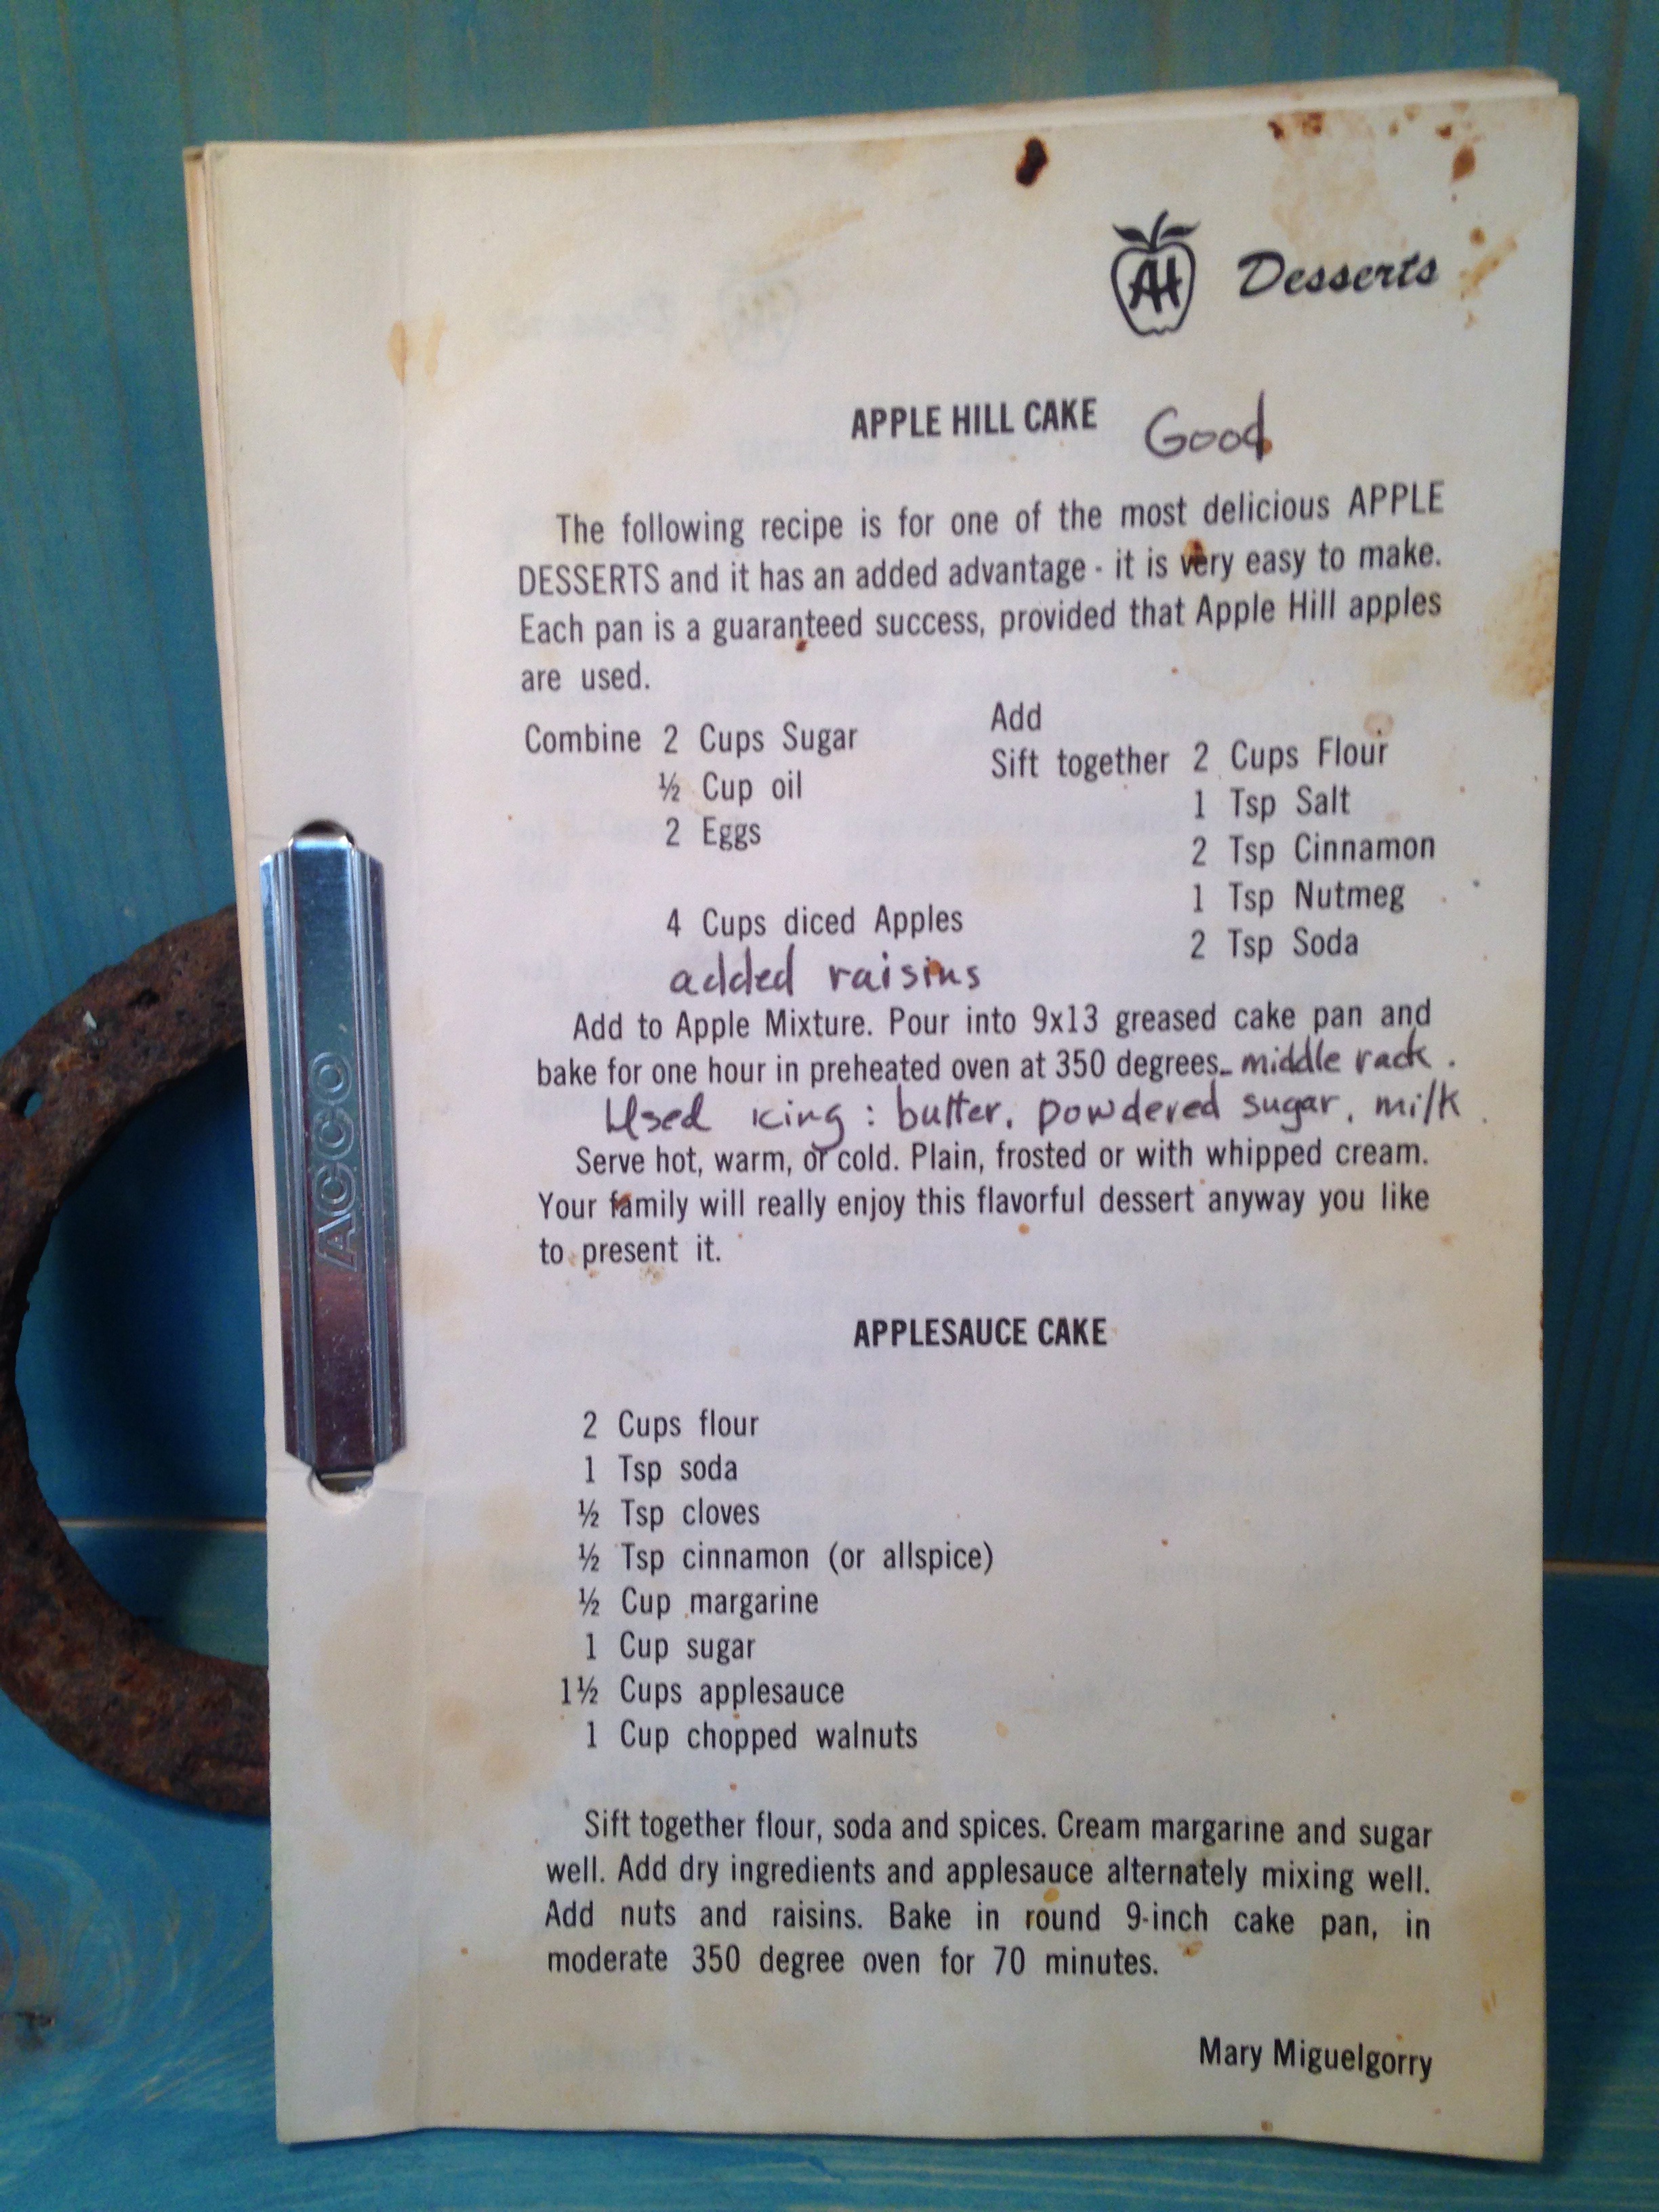 AH Desserts
APPLE HILL CAKE Good
The following recipe is for one of the most delicious APPLE
DESSERTS and it has an added advantage - it is very easy to make.
Each pan is a guaranteed success, provided that Apple Hill apples
are used.
Combine 2 Cups Sugar
½ Cup oil
2 Eggs
4 Cups diced Apples
added raisins
Add
Sift together 2 Cups Flour
1 Tsp Salt
2 Tsp Cinnamon
1 Tsp Nutmeg
2 Tsp Soda
Add to Apple Mixture. Pour into 9x13 greased cake pan and
bake for one hour in preheated oven at 350 degrees. - middle rack.
Used icing: butter, powdered sugar, milk.
Serve hot, warm, or cold. Plain, frosted or with whipped cream.
Your family will really enjoy this flavorful dessert anyway you like
to present it.
ACCO
APPLESAUCE CAKE
2 Cups flour
1 Tsp soda
½ Tsp cloves
½ Tsp cinnamon (or allspice)
½ Cup margarine
1 Cup sugar
1½ Cups applesauce
1 Cup chopped walnuts
Sift together flour, soda and spices. Cream margarine and sugar
well. Add dry ingredients and applesauce alternately mixing well.
Add nuts and raisins. Bake in round 9-inch cake pan, in
moderate 350 degree oven for 70 minutes.
Mary Miguelgorry